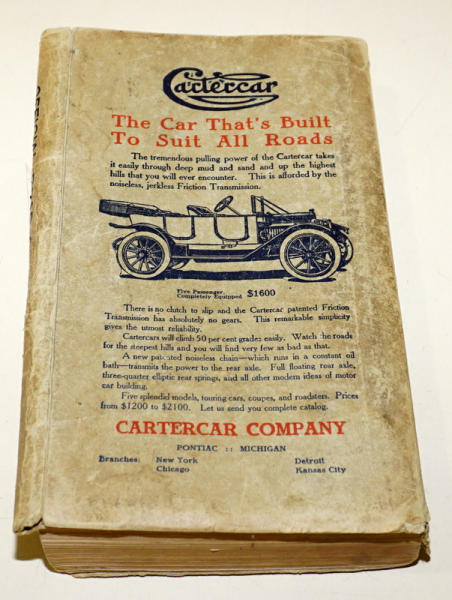 Cartercar
The Car That's Built
To Suit All Roads
The tremendous pulling power of the Cartercar takes
it easily through deep mud and sand and up the highest
hills that you will ever encounter. This is afforded by the
noiseless, jerkless Friction Transmission.
Five Passenger
Completely Equipped $1600
There is no clutch to slip and the Cartercar patented Friction
Transmission has absolutely no gears. This remarkable simplicity
gives the utmost reliability.
Cartercars will climb 50 per cent grades easily. Watch the roads
for the steepest hills and you will find very few as bad as that.
A new patented noiseless chain—which runs in a constant oil
bath—transmits the power to the rear axle. Full floating rear axle,
three-quarter elliptic rear springs, and all other modern ideas of motor
car building.
Five splendid models, touring cars, coupes, and roadsters. Prices
from $1200 to $2100. Let us send you complete catalog.
CARTERCAR COMPANY
PONTIAC :: MICHIGAN
Branches: New York Detroit
Chicago Kansas City